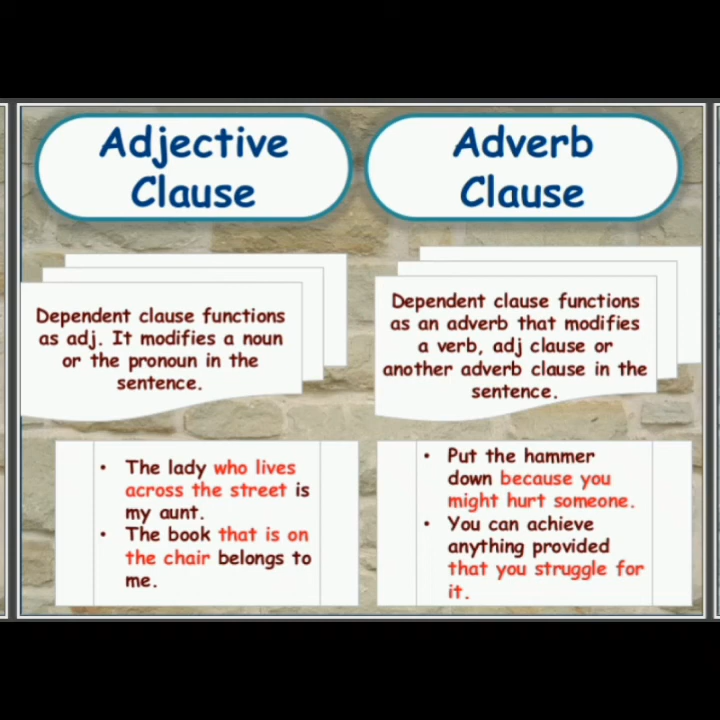 Adjective
Clause
Dependent clause functions
as adj. It modifies a noun
or the pronoun in the
sentence.
• The lady who lives
across the street is
my aunt.
• The book that is on
the chair belongs to
me.
Adverb
Clause
Dependent clause functions
as an adverb that modifies
a verb, adj clause or
another adverb clause in the
sentence.
• Put the hammer
down because you
might hurt someone.
• You can achieve
anything provided
that you struggle for
it.